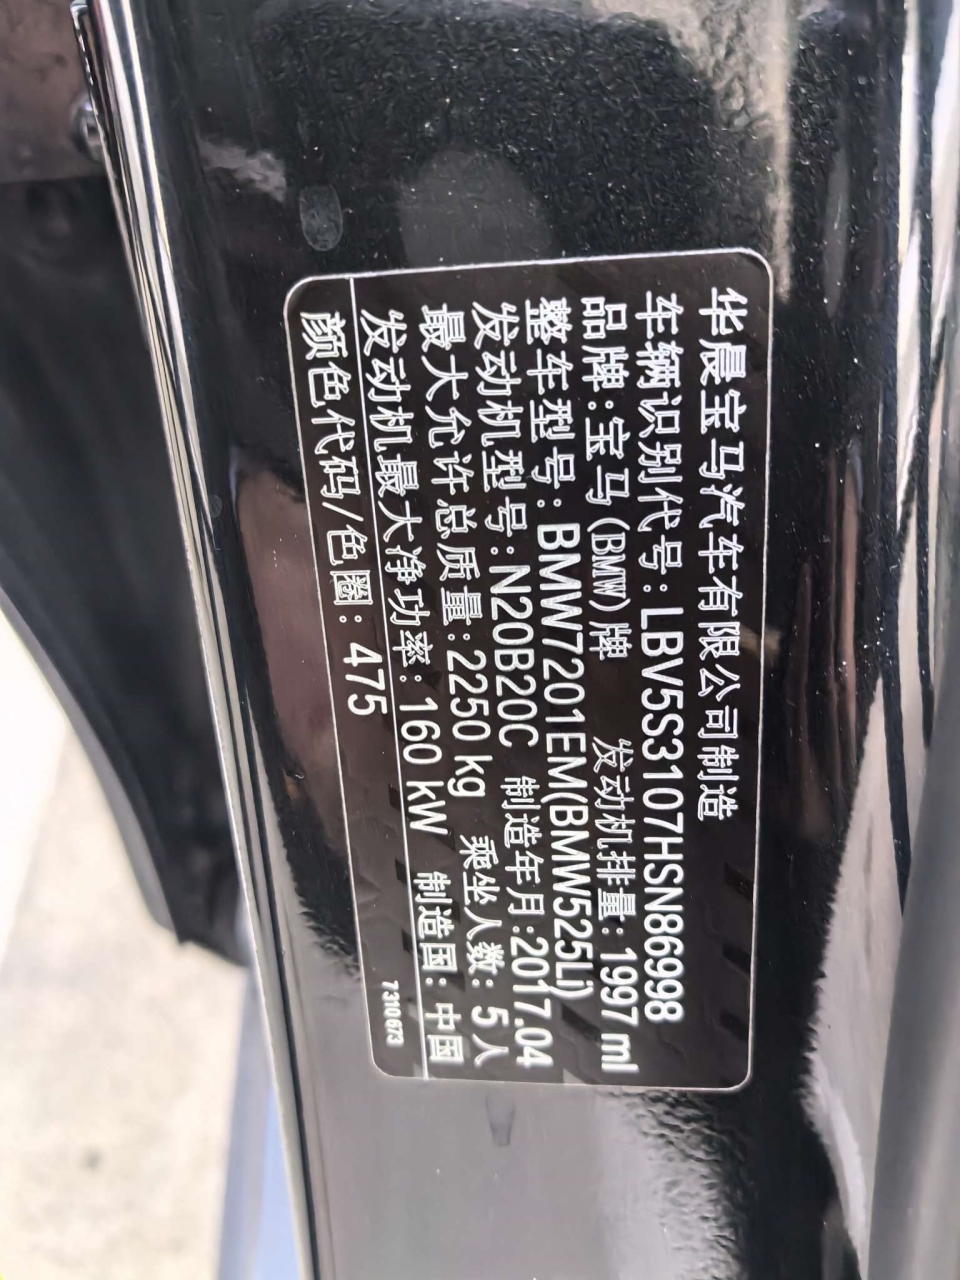 华晨宝马汽车有限公司制造
车辆识别代号:LBV5S3107HSN86998
品牌:宝马(BMW)牌 发动机排量:1997 ml
整车型号:BMW7201EM(BMW525Li)
发动机型号:N20B20C 制造年月:2017.04
最大允许总质量:2250 kg 乘坐人数:5人
发动机最大净功率:160 kW 制造国:中国
颜色代码/色圈:475 7310673